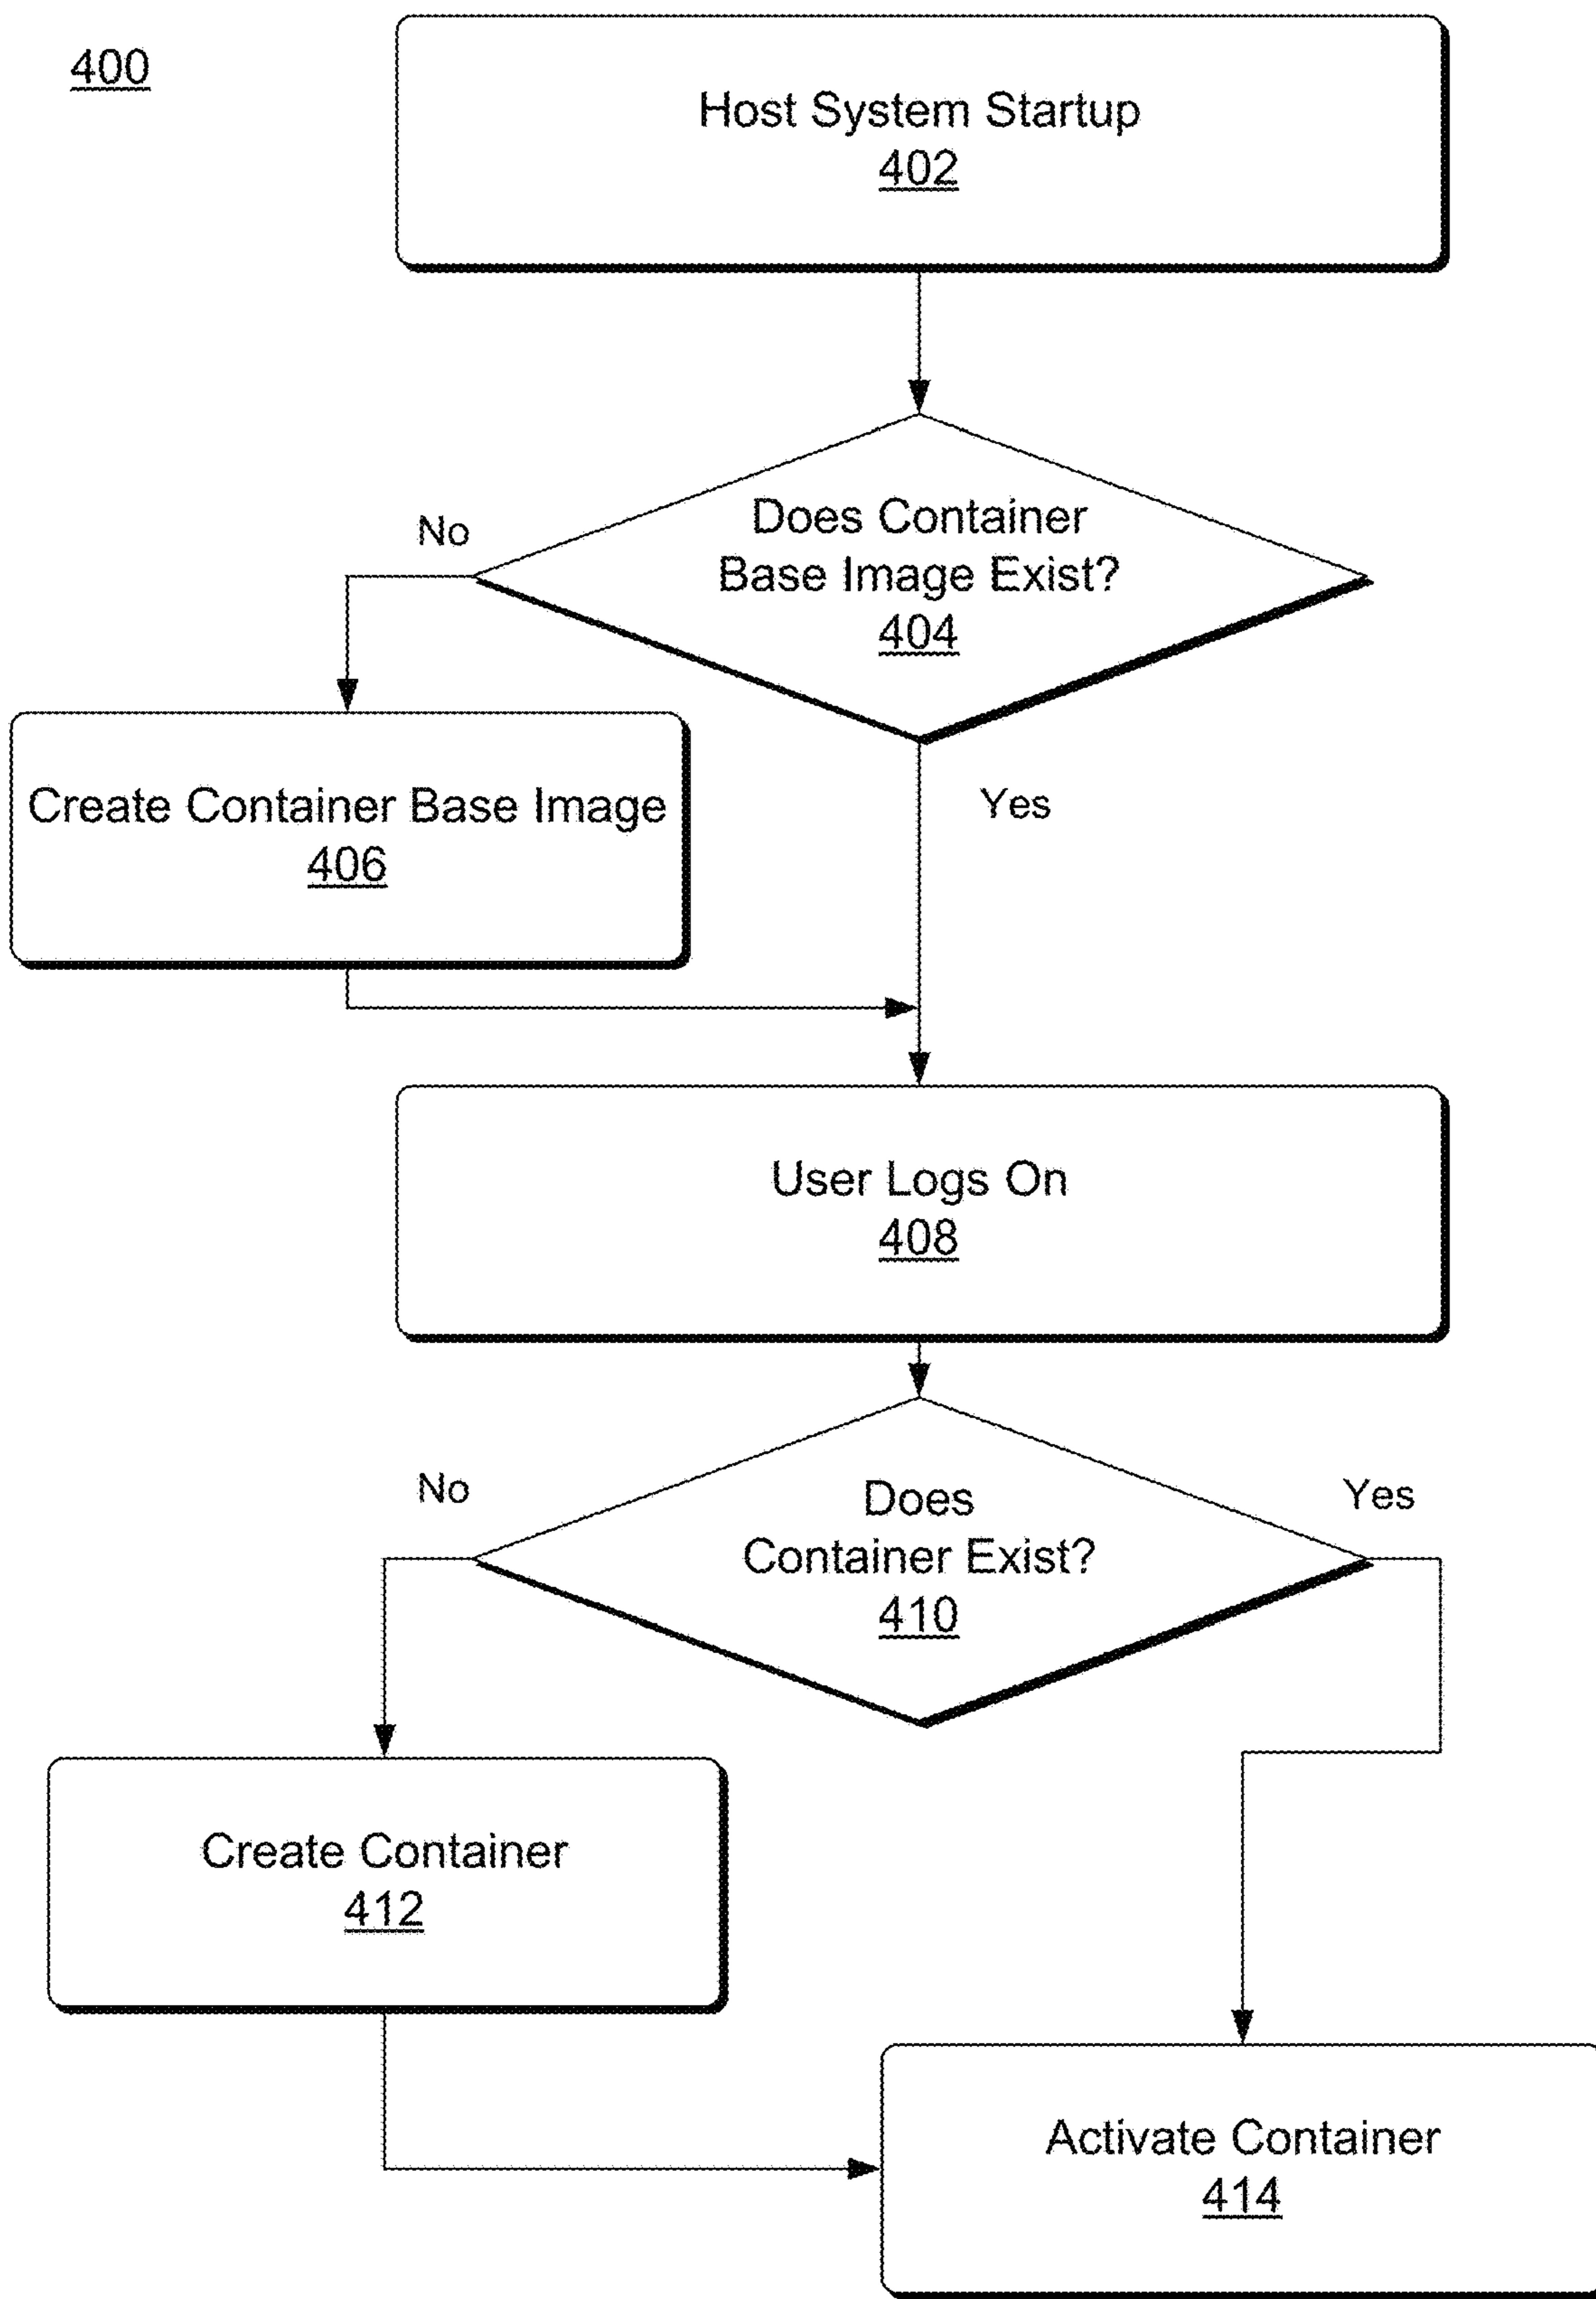 400
Host System Startup
402
Does Container
Base Image Exist?
404
No
Yes
Create Container Base Image
406
User Logs On
408
Does
Container Exist?
410
No
Yes
Create Container
412
Activate Container
414